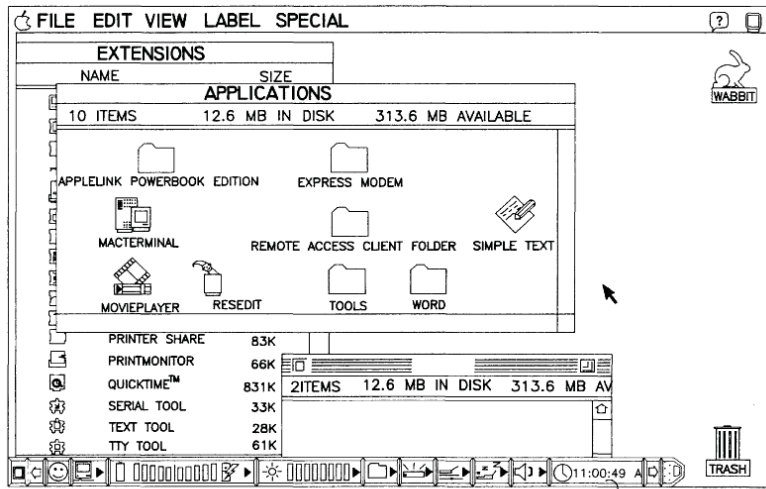 FILE EDIT VIEW LABEL SPECIAL
?
EXTENSIONS
NAME SIZE
WABBIT
APPLICATIONS
10 ITEMS 12.6 MB IN DISK 313.6 MB AVAILABLE
APPLELINK POWERBOOK EDITION EXPRESS MODEM
MACTERMINAL REMOTE ACCESS CLIENT FOLDER SIMPLE TEXT
MOVIEPLAYER RESEDIT TOOLS WORD
PRINTER SHARE 83K
PRINTMONITOR 66K
QUICKTIME™ 831K
SERIAL TOOL 33K
TEXT TOOL 28K
TTY TOOL 61K
2ITEMS 12.6 MB IN DISK 313.6 MB AV
TRASH
11:00:49 A